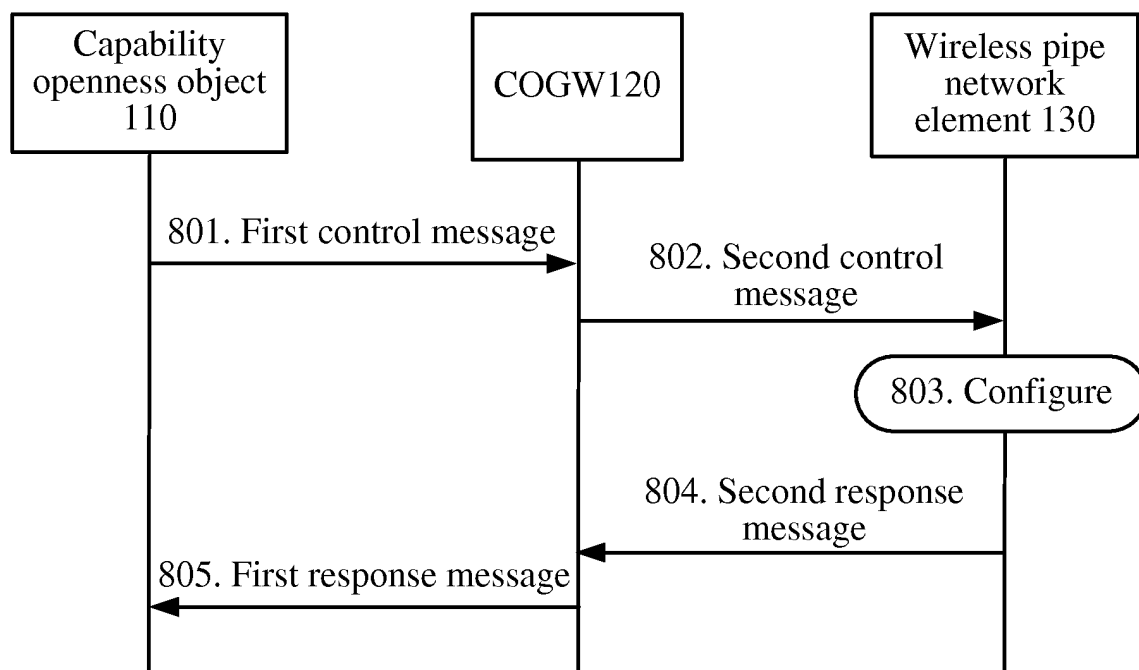 Capability
openness object
110
COGW120
Wireless pipe
network
element 130
801. First control message
802. Second control
message
803. Configure
804. Second response
message
805. First response message